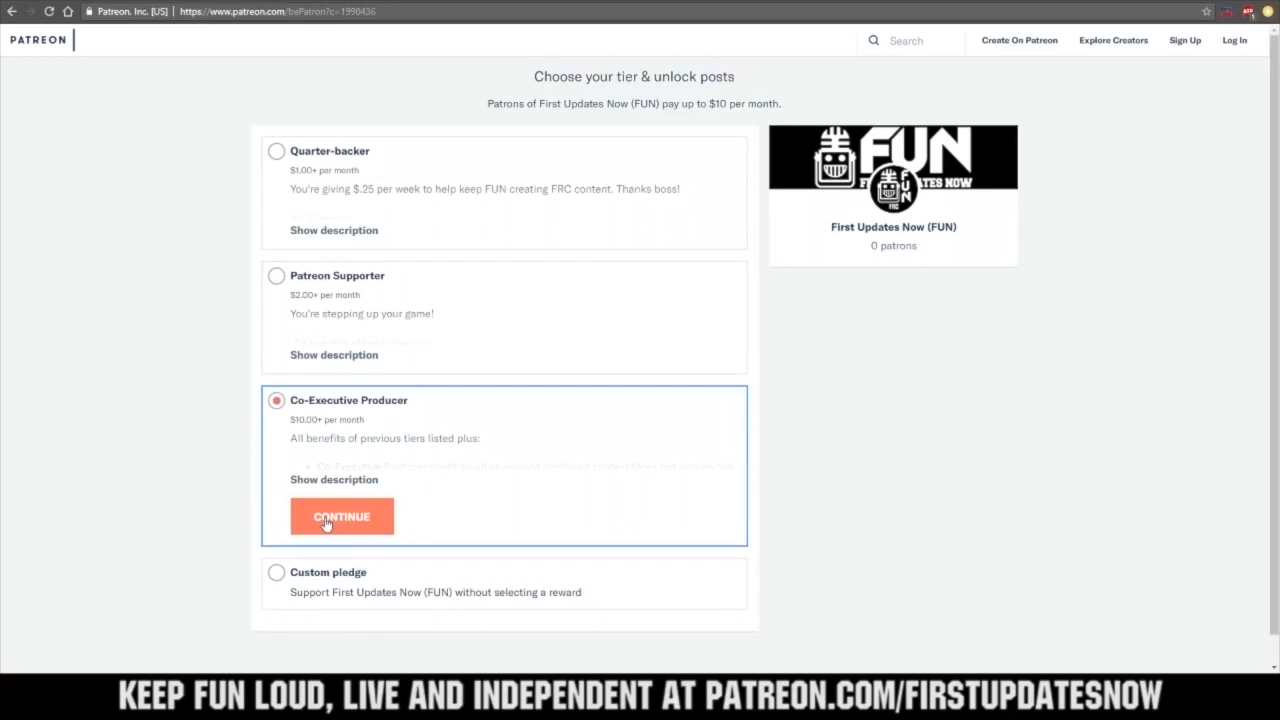 Patreon, Inc. [US] | https://www.patreon.com/bePatron?c=1990436
PATREON
Search
Create On Patreon
Explore Creators
Sign Up
Log In
Choose your tier & unlock posts
Patrons of First Updates Now (FUN) pay up to $10 per month.
Quarter-backer
$1.00+ per month
You're giving $.25 per week to help keep FUN creating FRC content. Thanks boss!
Show description
Patreon Supporter
$2.00+ per month
You're stepping up your game!
Show description
Co-Executive Producer
$10.00+ per month
All benefits of previous tiers listed plus:
Show description
CONTINUE
Custom pledge
Support First Updates Now (FUN) without selecting a reward
FUN
TES NOW
FUN
FRC
First Updates Now (FUN)
0 patrons
KEEP FUN LOUD, LIVE AND INDEPENDENT AT PATREON.COM/FIRSTUPDATESNOW